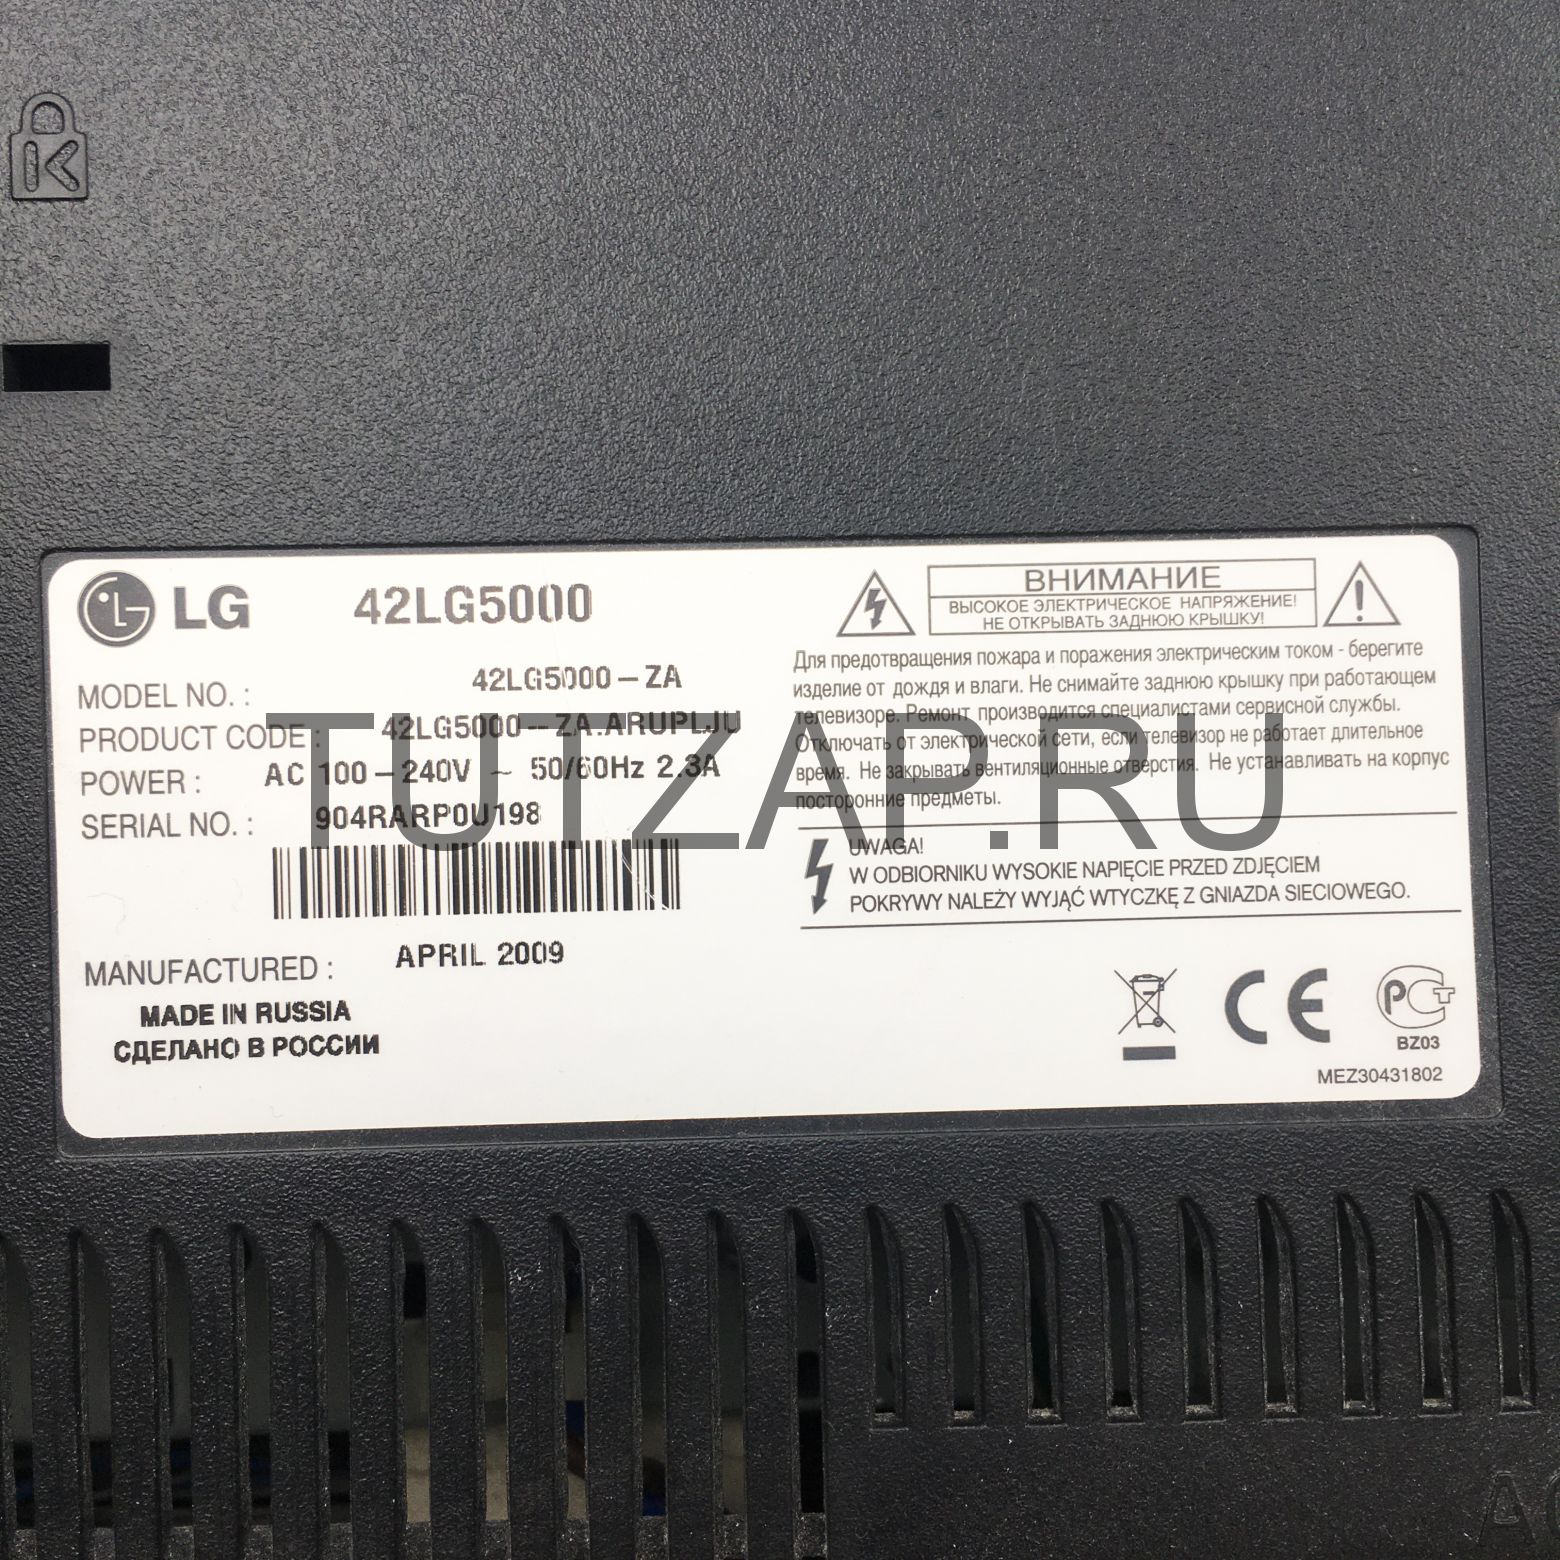 LG 42LG5000
MODEL NO. : 42LG5000-ZA
PRODUCT CODE : 42LG5000-ZA.ARUPLJU
POWER : AC 100-240V ~ 50/60Hz 2.3A
SERIAL NO. : 904RARP0U198
MANUFACTURED : APRIL 2009
MADE IN RUSSIA
СДЕЛАНО В РОССИИ
ВНИМАНИЕ
ВЫСОКОЕ ЭЛЕКТРИЧЕСКОЕ НАПРЯЖЕНИЕ!
НЕ ОТКРЫВАТЬ ЗАДНЮЮ КРЫШКУ!
Для предотвращения пожара и поражения электрическим током - берегите
изделие от дождя и влаги. Не снимайте заднюю крышку при работающем
телевизоре. Ремонт производится специалистами сервисной службы.
Отключать от электрической сети, если телевизор не работает длительное
время. Не закрывать вентиляционные отверстия. Не устанавливать на корпус
посторонние предметы.
UWAGA!
W ODBIORNIKU WYSOKIE NAPIĘCIE PRZED ZDJĘCIEM
POKRYWY NALEŻY WYJĄĆ WTYCZKĘ Z GNIAZDA SIECIOWEGO.
CE
РСТ
BZ03
MEZ30431802
TUTZAP.RU